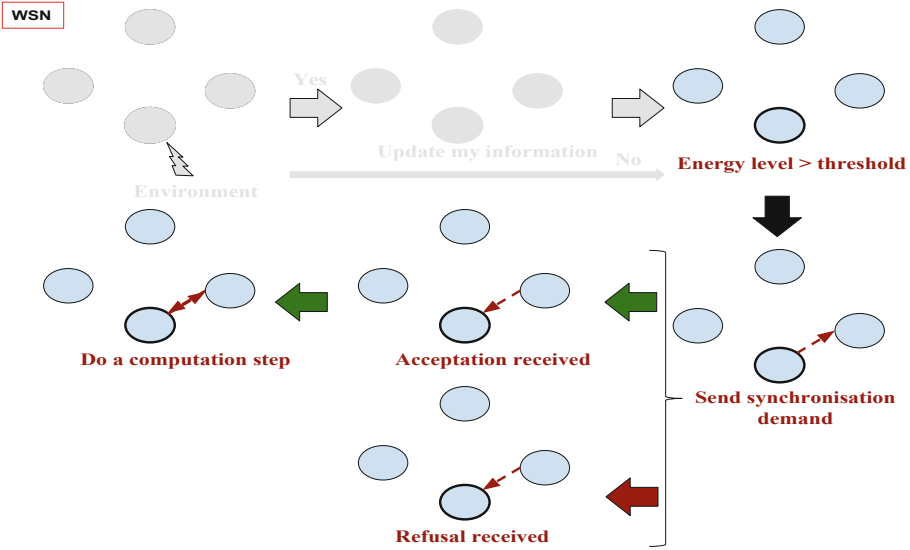 WSN
Yes
Update my information
No
Environment
Energy level > threshold
Do a computation step
Acceptation received
Send synchronisation
demand
Refusal received